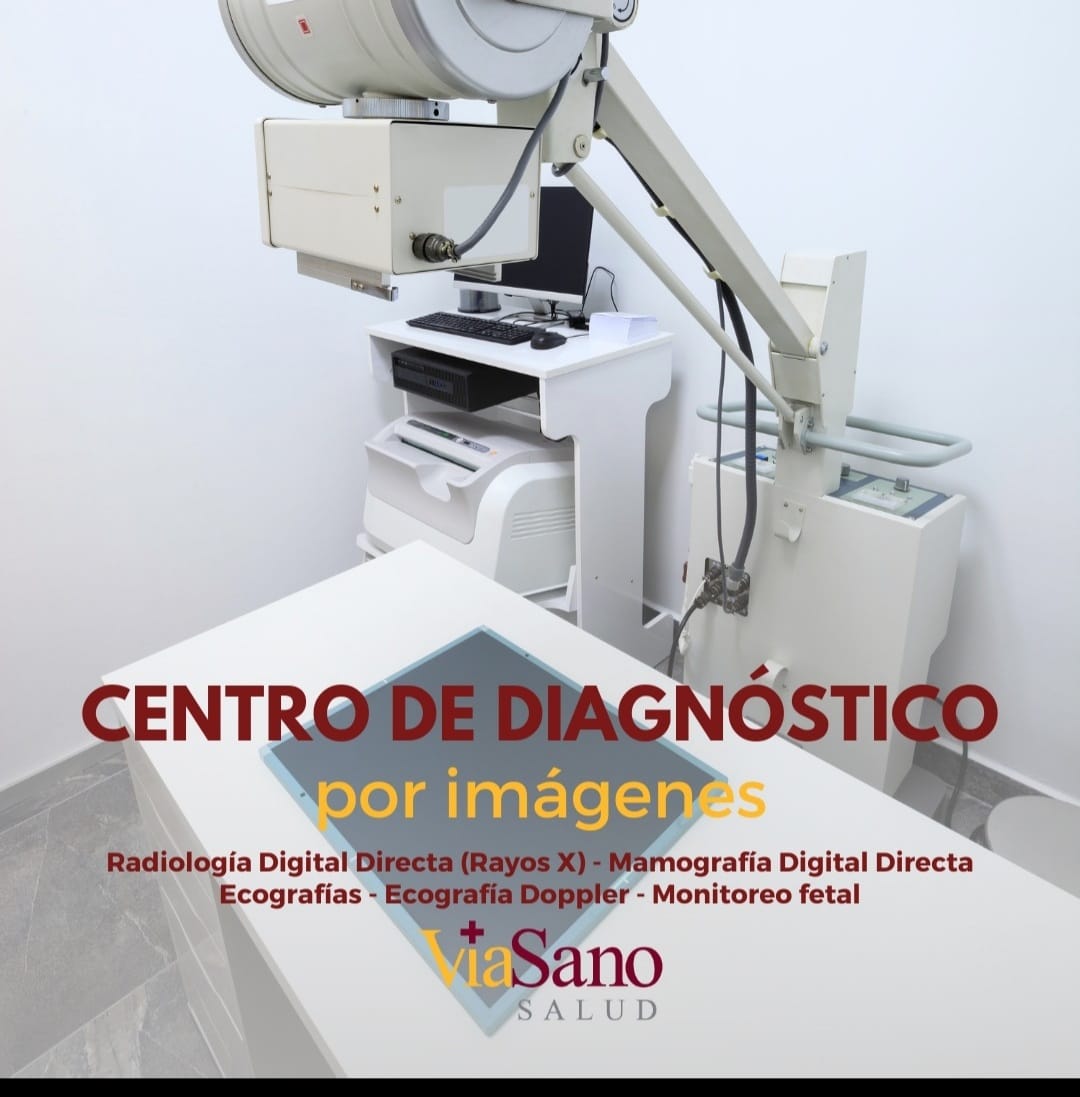 CENTRO DE DIAGNÓSTICO
por imágenes
Radiología Digital Directa (Rayos X) - Mamografía Digital Directa
Ecografías - Ecografía Doppler - Monitoreo fetal
ViaSano
SALUD